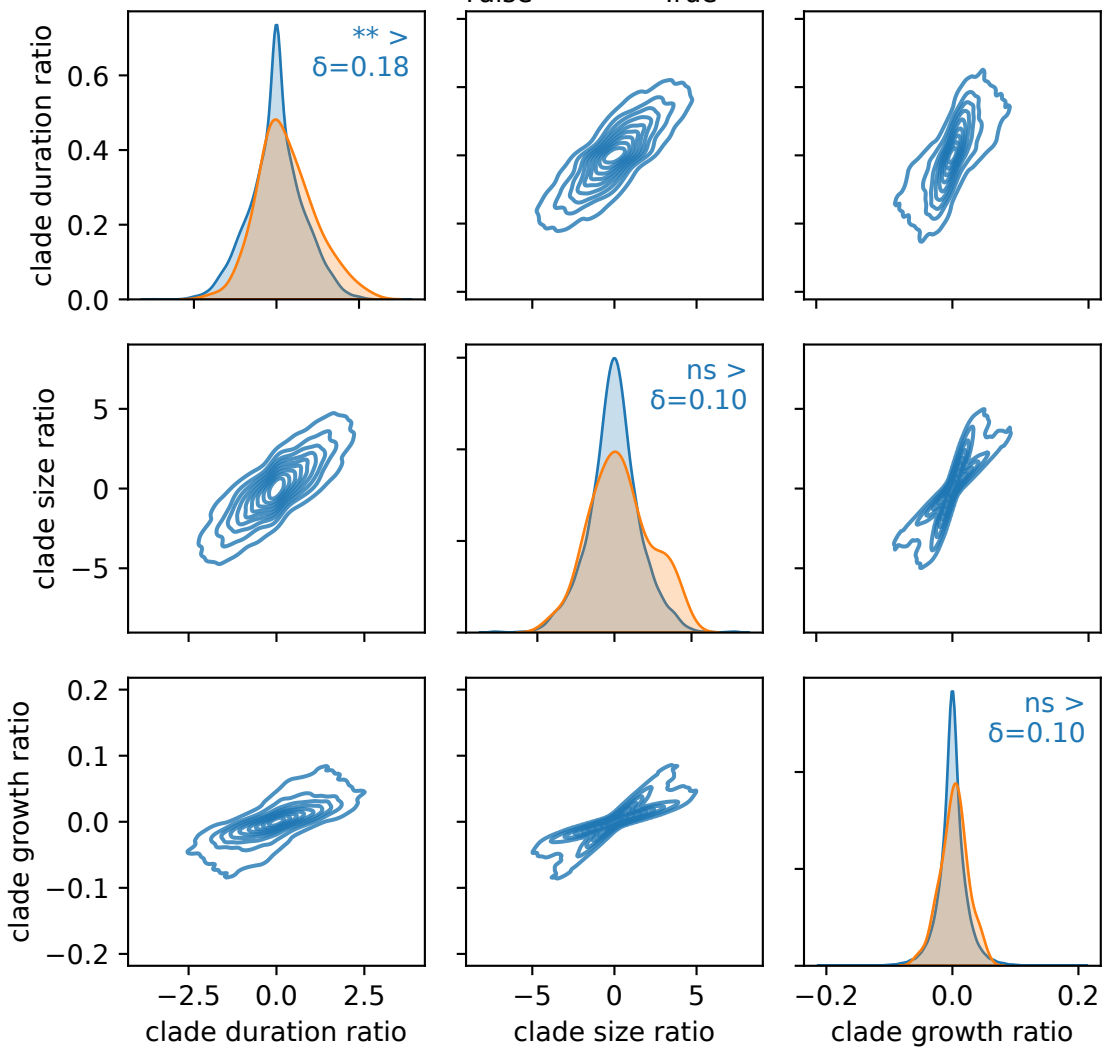 False True
** >
δ=0.18
clade duration ratio
0.6
0.4
0.2
0.0
ns >
δ=0.10
clade size ratio
5
0
−5
ns >
δ=0.10
clade growth ratio
0.2
0.1
0.0
−0.1
−0.2
−2.5 0.0 2.5
−5 0 5
−0.2 0.0 0.2
clade duration ratio
clade size ratio
clade growth ratio